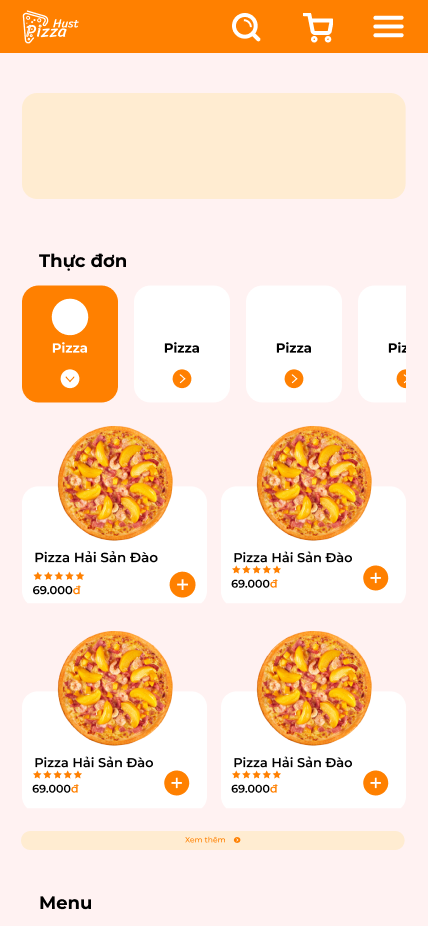 Hust
Pizza
Thực đơn
Pizza
Pizza
Pizza
Piz
Pizza Hải Sản Đào
69.000đ
Pizza Hải Sản Đào
69.000đ
Pizza Hải Sản Đào
69.000đ
Pizza Hải Sản Đào
69.000đ
Xem thêm
Menu